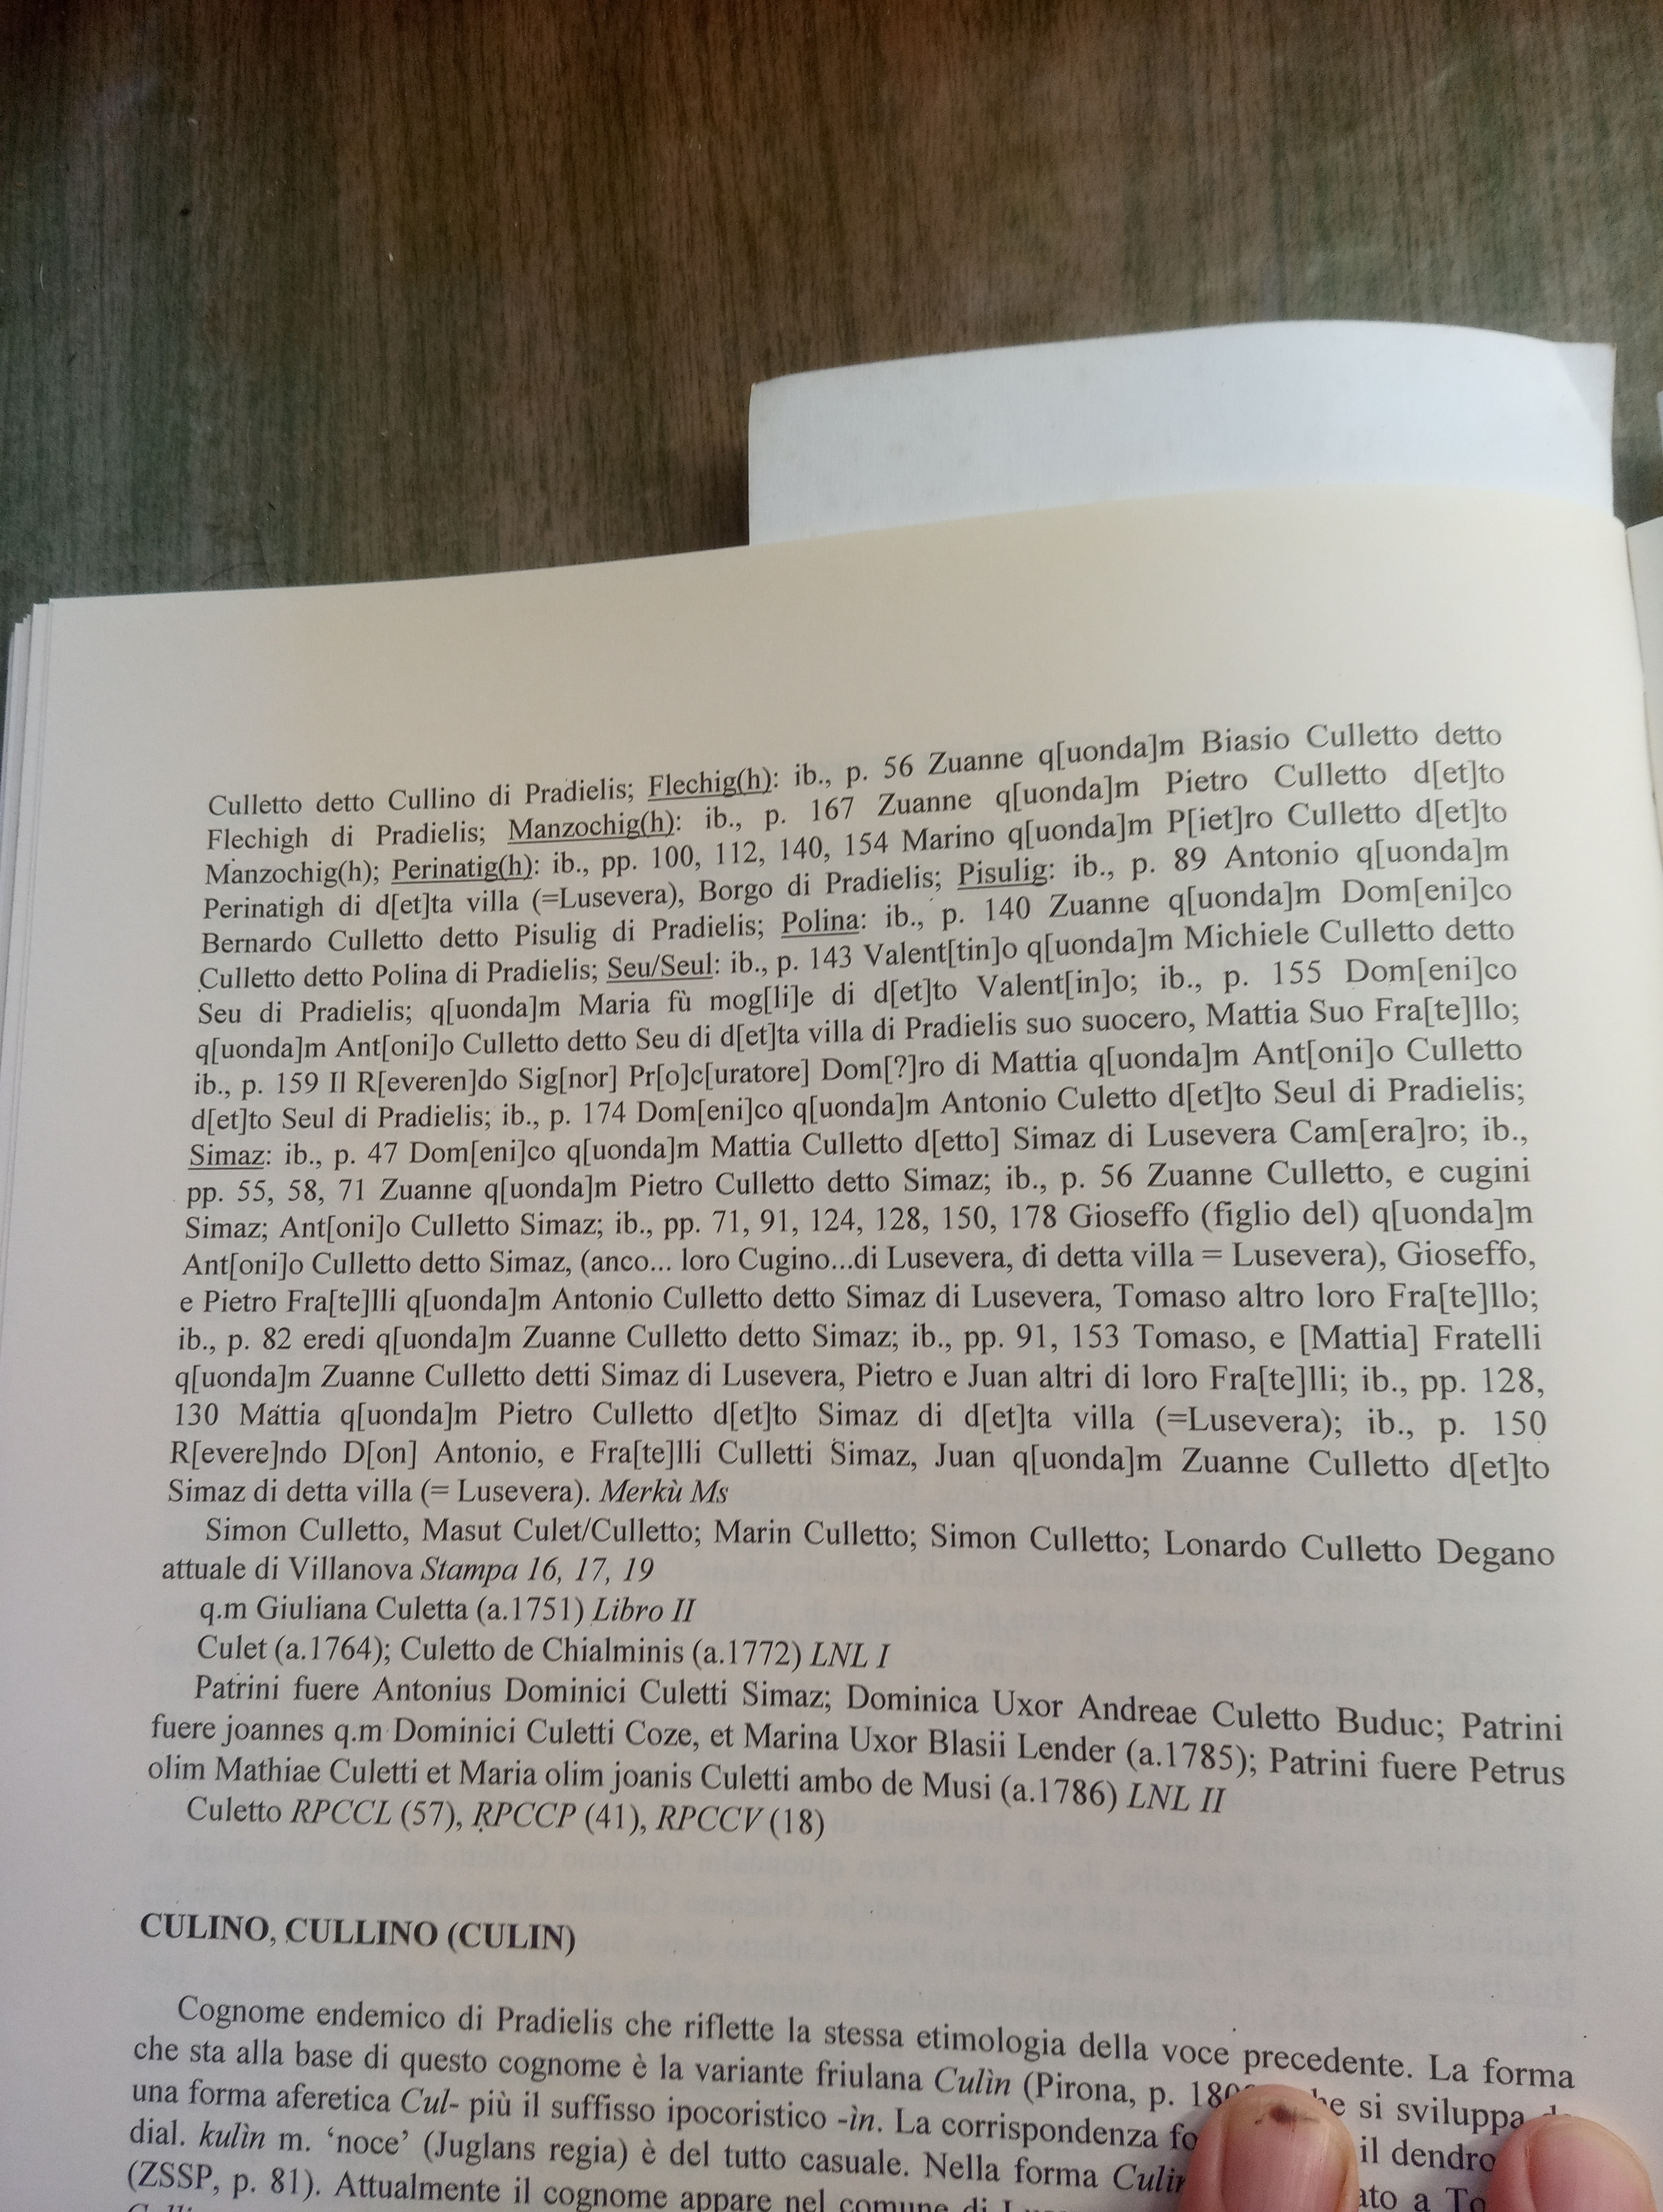 Culletto detto Cullino di Pradielis; Flechig(h): ib., p. 56 Zuanne q[uonda]m Biasio Culletto detto
Flechigh di Pradielis; Manzochig(h): ib., p. 167 Zuanne q[uonda]m Pietro Culletto d[et]to
Manzochig(h); Perinatig(h): ib., pp. 100, 112, 140, 154 Marino q[uonda]m P[iet]ro Culletto d[et]to
Perinatigh di d[et]ta villa (=Lusevera), Borgo di Pradielis; Pisulig: ib., p. 89 Antonio q[uonda]m
Bernardo Culletto detto Pisulig di Pradielis; Polina: ib., p. 140 Zuanne q[uonda]m Dom[eni]co
Culletto detto Polina di Pradielis; Seu/Seul: ib., p. 143 Valent[tin]o q[uonda]m Michiele Culletto detto
Seu di Pradielis; q[uonda]m Maria fù mog[li]e di d[et]to Valent[in]o; ib., p. 155 Dom[eni]co
q[uonda]m Ant[oni]o Culletto detto Seu di d[et]ta villa di Pradielis suo suocero, Mattia Suo Fra[te]llo;
ib., p. 159 Il R[everen]do Sig[nor] Pr[o]c[uratore] Dom[?]ro di Mattia q[uonda]m Ant[oni]o Culletto
d[et]to Seul di Pradielis; ib., p. 174 Dom[eni]co q[uonda]m Antonio Culetto d[et]to Seul di Pradielis;
Simaz: ib., p. 47 Dom[eni]co q[uonda]m Mattia Culletto d[etto] Simaz di Lusevera Cam[era]ro; ib.,
pp. 55, 58, 71 Zuanne q[uonda]m Pietro Culletto detto Simaz; ib., p. 56 Zuanne Culletto, e cugini
Simaz; Ant[oni]o Culletto Simaz; ib., pp. 71, 91, 124, 128, 150, 178 Gioseffo (figlio del) q[uonda]m
Ant[oni]o Culletto detto Simaz, (anco... loro Cugino...di Lusevera, di detta villa = Lusevera), Gioseffo,
e Pietro Fra[te]lli q[uonda]m Antonio Culletto detto Simaz di Lusevera, Tomaso altro loro Fra[te]llo;
ib., p. 82 eredi q[uonda]m Zuanne Culletto detto Simaz; ib., pp. 91, 153 Tomaso, e [Mattia] Fratelli
q[uonda]m Zuanne Culletto detti Simaz di Lusevera, Pietro e Juan altri di loro Fra[te]lli; ib., pp. 128,
130 Mattia q[uonda]m Pietro Culletto d[et]to Simaz di d[et]ta villa (=Lusevera); ib., p. 150
R[evere]ndo D[on] Antonio, e Fra[te]lli Culletti Simaz, Juan q[uonda]m Zuanne Culletto d[et]to
Simaz di detta villa (= Lusevera). Merkù Ms
Simon Culletto, Masut Culet/Culletto; Marin Culletto; Simon Culletto; Lonardo Culletto Degano
attuale di Villanova Stampa 16, 17, 19
q.m Giuliana Culetta (a.1751) Libro II
Culet (a.1764); Culetto de Chialminis (a.1772) LNL I
Patrini fuere Antonius Dominici Culetti Simaz; Dominica Uxor Andreae Culetto Buduc; Patrini
fuere joannes q.m Dominici Culetti Coze, et Marina Uxor Blasii Lender (a.1785); Patrini fuere Petrus
olim Mathiae Culetti et Maria olim joanis Culetti ambo de Musi (a.1786) LNL II
Culetto RPCCL (57), RPCCP (41), RPCCV (18)
CULINO, CULLINO (CULIN)
Cognome endemico di Pradielis che riflette la stessa etimologia della voce precedente. La forma
che sta alla base di questo cognome è la variante friulana Culìn (Pirona, p. si sviluppa
una forma aferetica Cul- più il suffisso ipocoristico -ìn. La corrispondenza il
dial. kulìn m. 'noce' (Juglans regia) è del tutto casuale. Nella forma
(ZSSP, p. 81). Attualmente il cognome appare nel comune di a